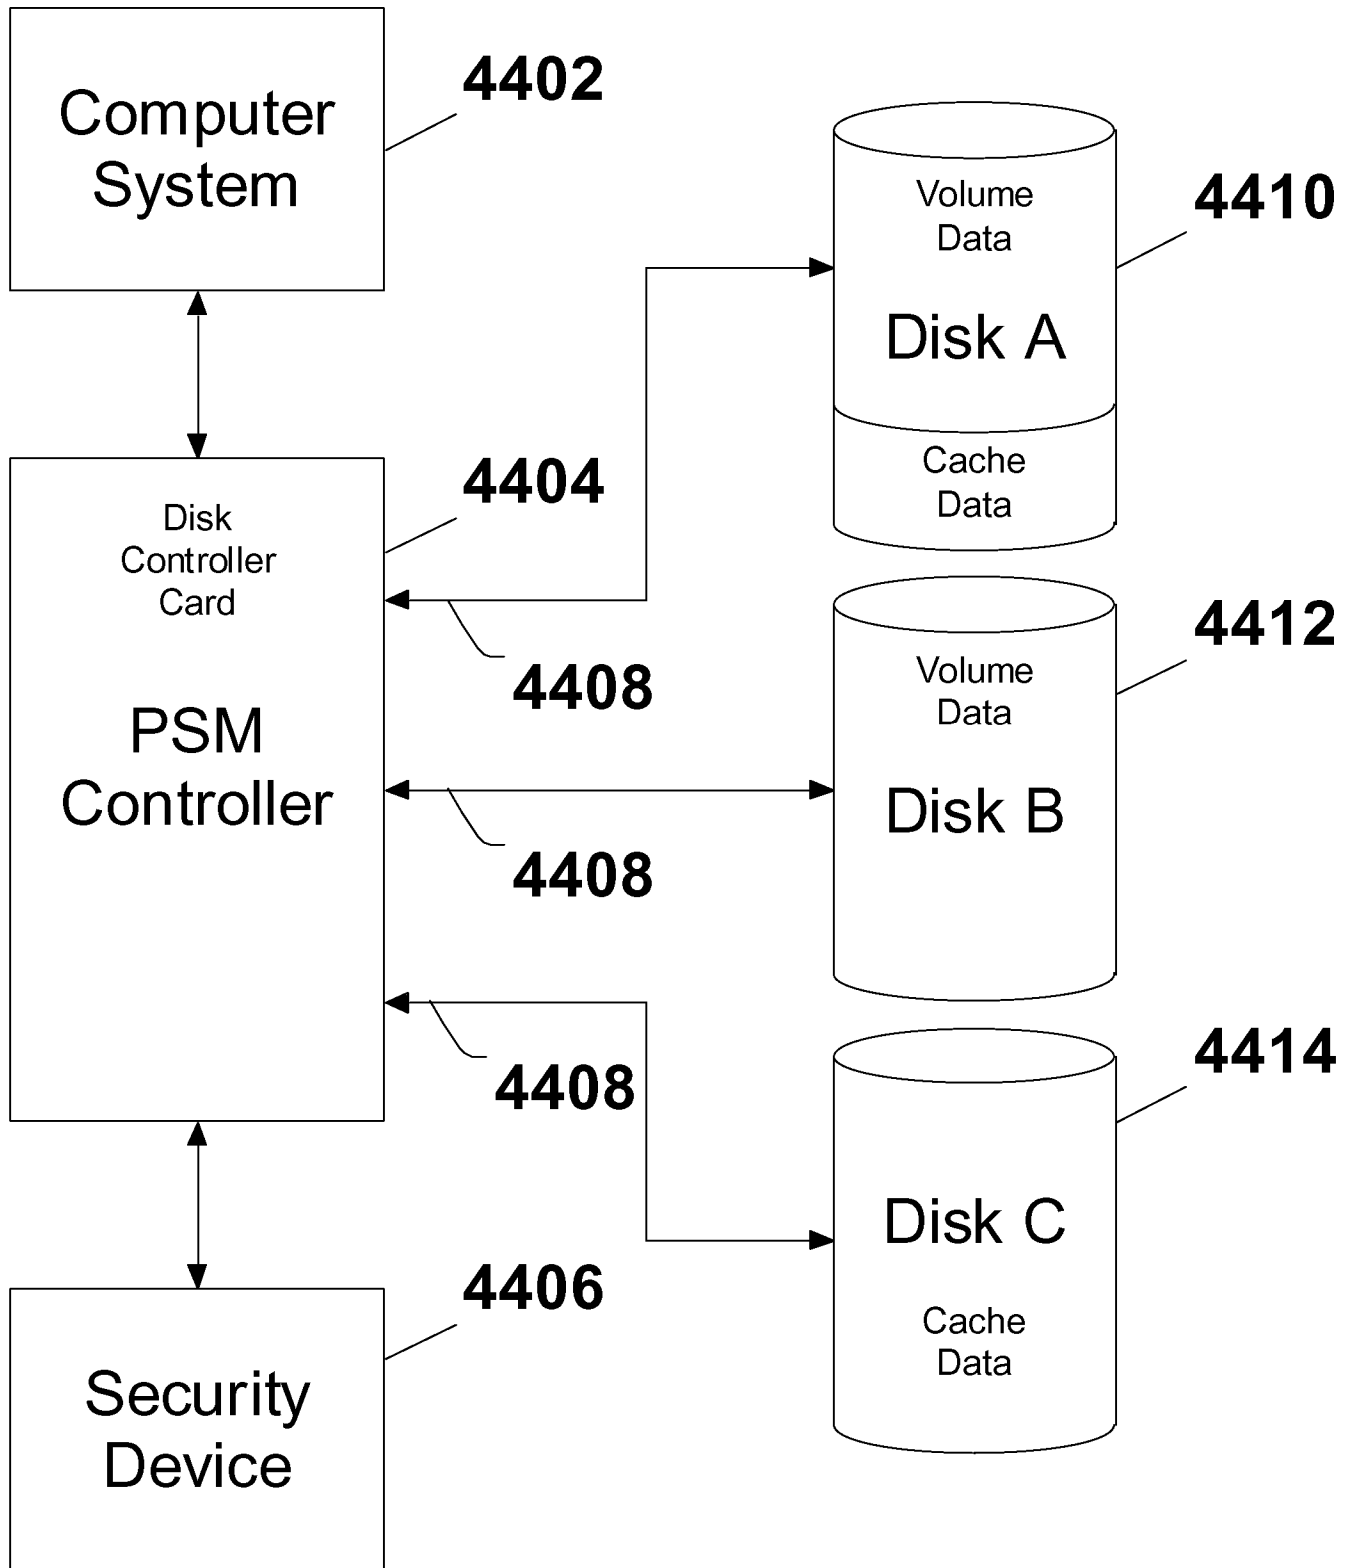 Computer
System
4402
Volume
Data
Disk A
Cache
Data
4410
Disk
Controller
Card
PSM
Controller
4404
4408
4408
4408
Volume
Data
Disk B
4412
Disk C
Cache
Data
4414
Security
Device
4406